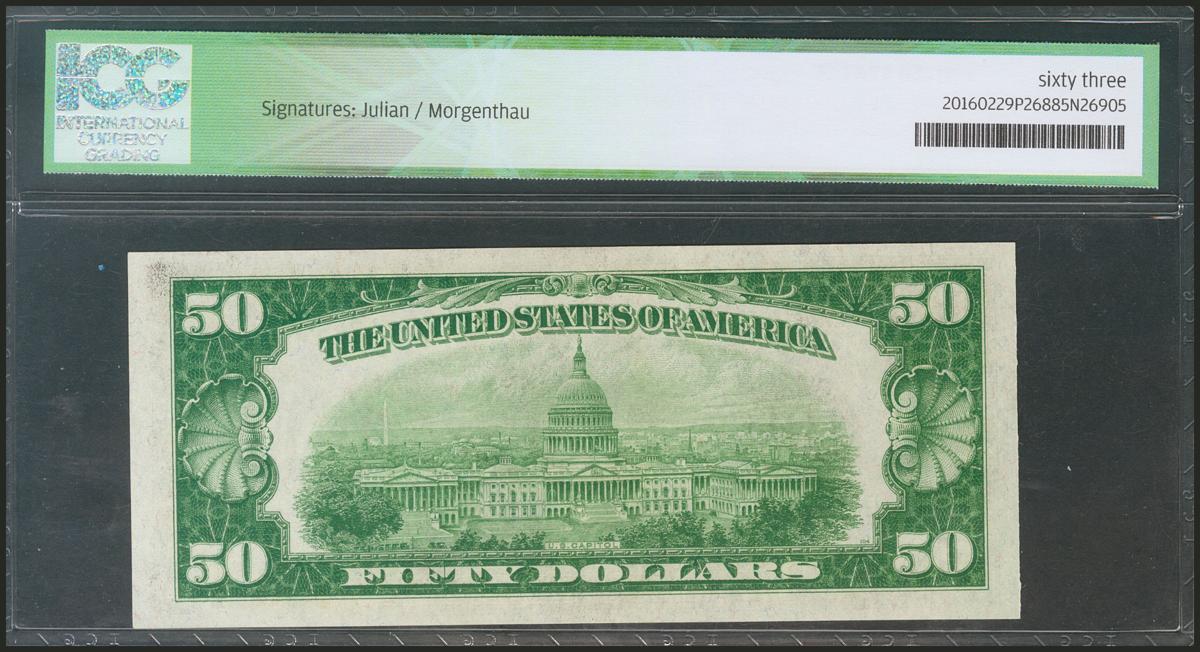 ICG
INTERNATIONAL
CURRENCY
GRADING
Signatures: Julian / Morgenthau
sixty three
20160229P26885N26905
50
50
THE UNITED STATES OF AMERICA
U.S. CAPITOL
50
50
FIFTY DOLLARS